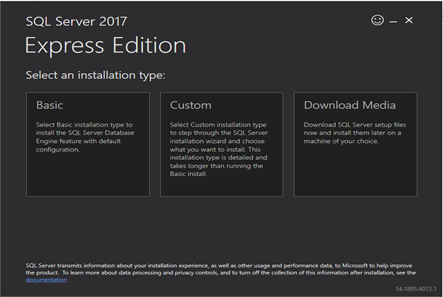 SQL Server 2017
Express Edition
Select an installation type:
Basic
Select Basic installation type to
install the SQL Server Database
Engine feature with default
configuration.
Custom
Select Custom installation type
to step through the SQL Server
installation wizard and choose
what you want to install. This
installation type is detailed and
takes longer than running the
Basic install.
Download Media
Download SQL Server setup files
now and install them later on a
machine of your choice.
SQL Server transmits information about your installation experience, as well as other usage and performance data, to Microsoft to help improve
the product. To learn more about data processing and privacy controls, and to turn off the collection of this information after installation, see the
documentation
14.1805.4072.1